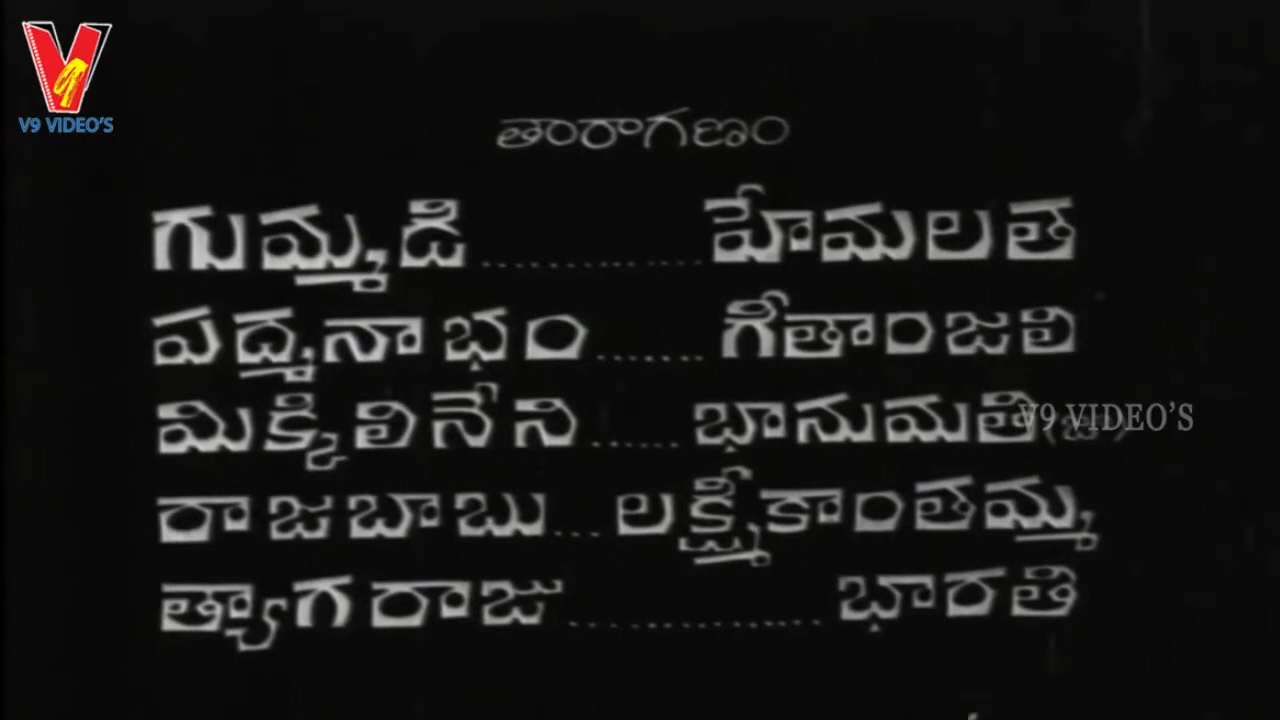 V9 VIDEO'S
తారాగణం
గుమ్మడి ............ హేమలత
పద్మనాభం ....... గీతాంజలి
మిక్కిలినేని ...... భానుమతి (జూ)
V9 VIDEO'S
రాజబాబు ... లక్ష్మీకాంతమ్మ
త్యాగరాజు ............... భారతి